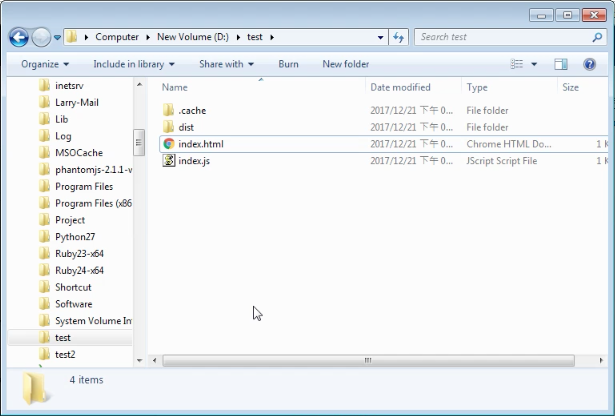 Computer ▸ New Volume (D:) ▸ test ▸
Search test
Organize Include in library Share with Burn New folder
Name Date modified Type Size
inetsrv
Larry-Mail
Lib
Log
MSOCache
phantomjs-2.1.1-v
Program Files
Program Files (x86
Project
Python27
Ruby23-x64
Ruby24-x64
Shortcut
Software
System Volume In
test
test2
.cache 2017/12/21 下午 0... File folder
dist 2017/12/21 下午 0... File folder
index.html 2017/12/21 下午 0... Chrome HTML Do... 1 K
index.js 2017/12/21 下午 0... JScript Script File 1 K
4 items